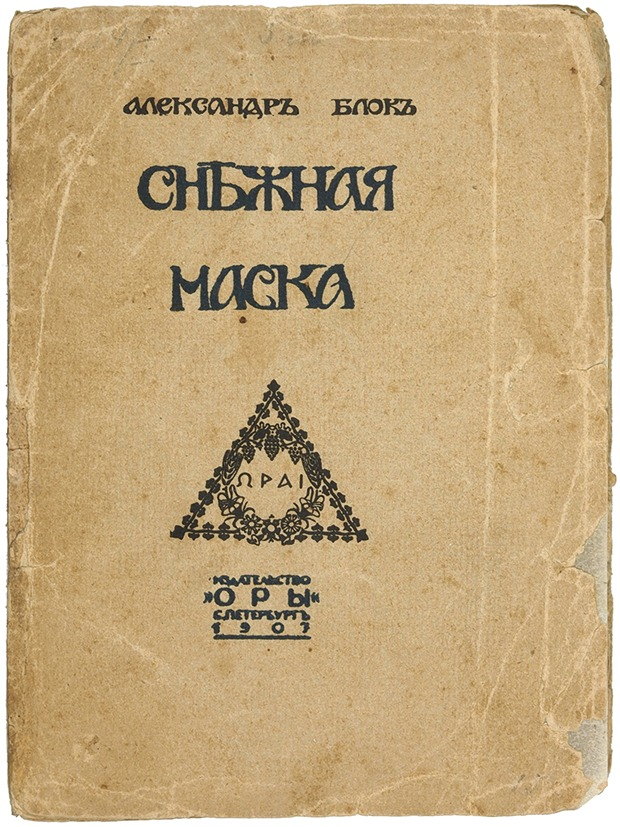 АЛЕКСАНДРЪ БЛОКЪ
СНѢЖНАЯ
МАСКА
ΩΡΑΙ
ИЗДАТЕЛЬСТВО
»ОРЫ«
С.ПЕТЕРБУРГЪ
1907